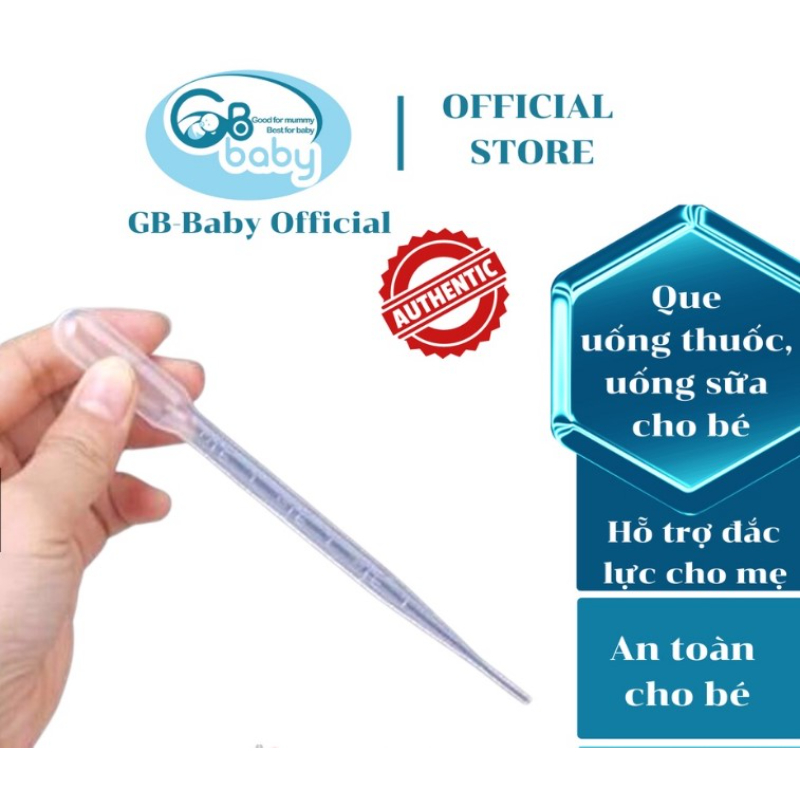 GB
Good for mummy
Best for baby
baby
GB-Baby Official
OFFICIAL
STORE
AUTHENTIC
Que
uống thuốc,
uống sữa
cho bé
Hỗ trợ đắc
lực cho mẹ
An toàn
cho bé